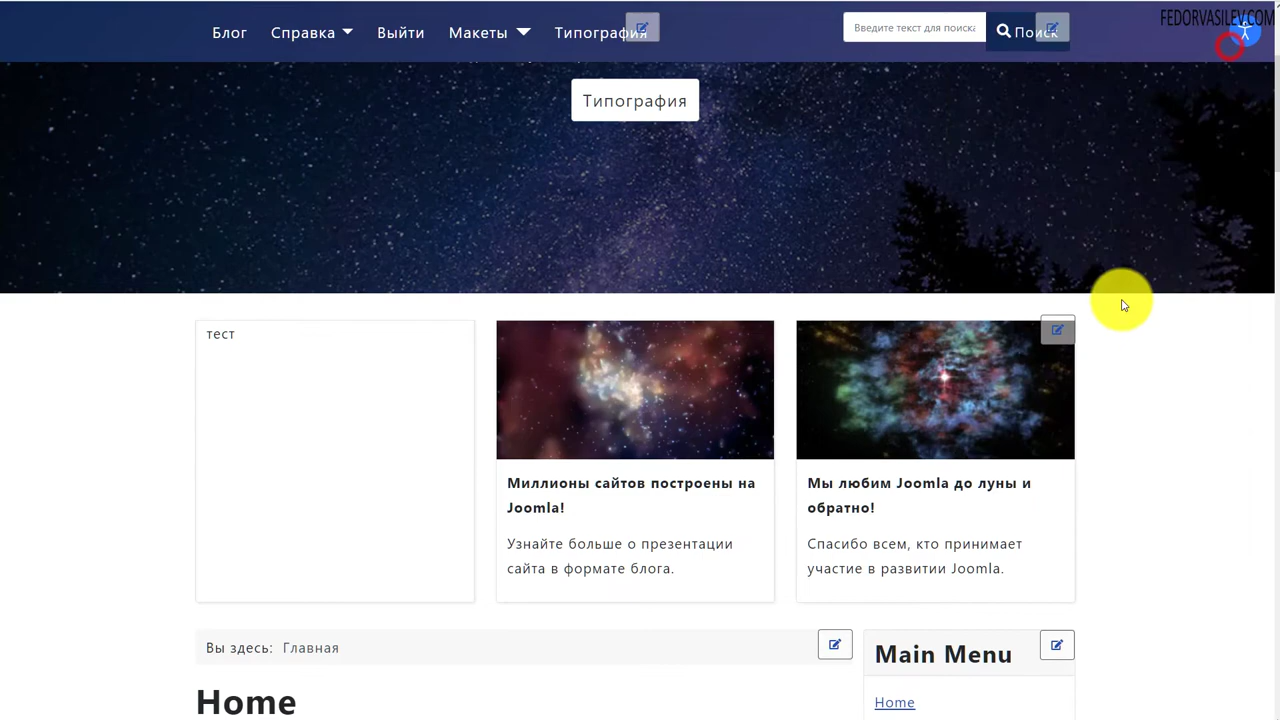 FEDORVASILEV.COM
Блог Справка Выйти Макеты Типография
Введите текст для поиска
Поиск
Типография
тест
Миллионы сайтов построены на
Joomla!
Узнайте больше о презентации
сайта в формате блога.
Мы любим Joomla до луны и
обратно!
Спасибо всем, кто принимает
участие в развитии Joomla.
Вы здесь: Главная
Main Menu
Home
Home